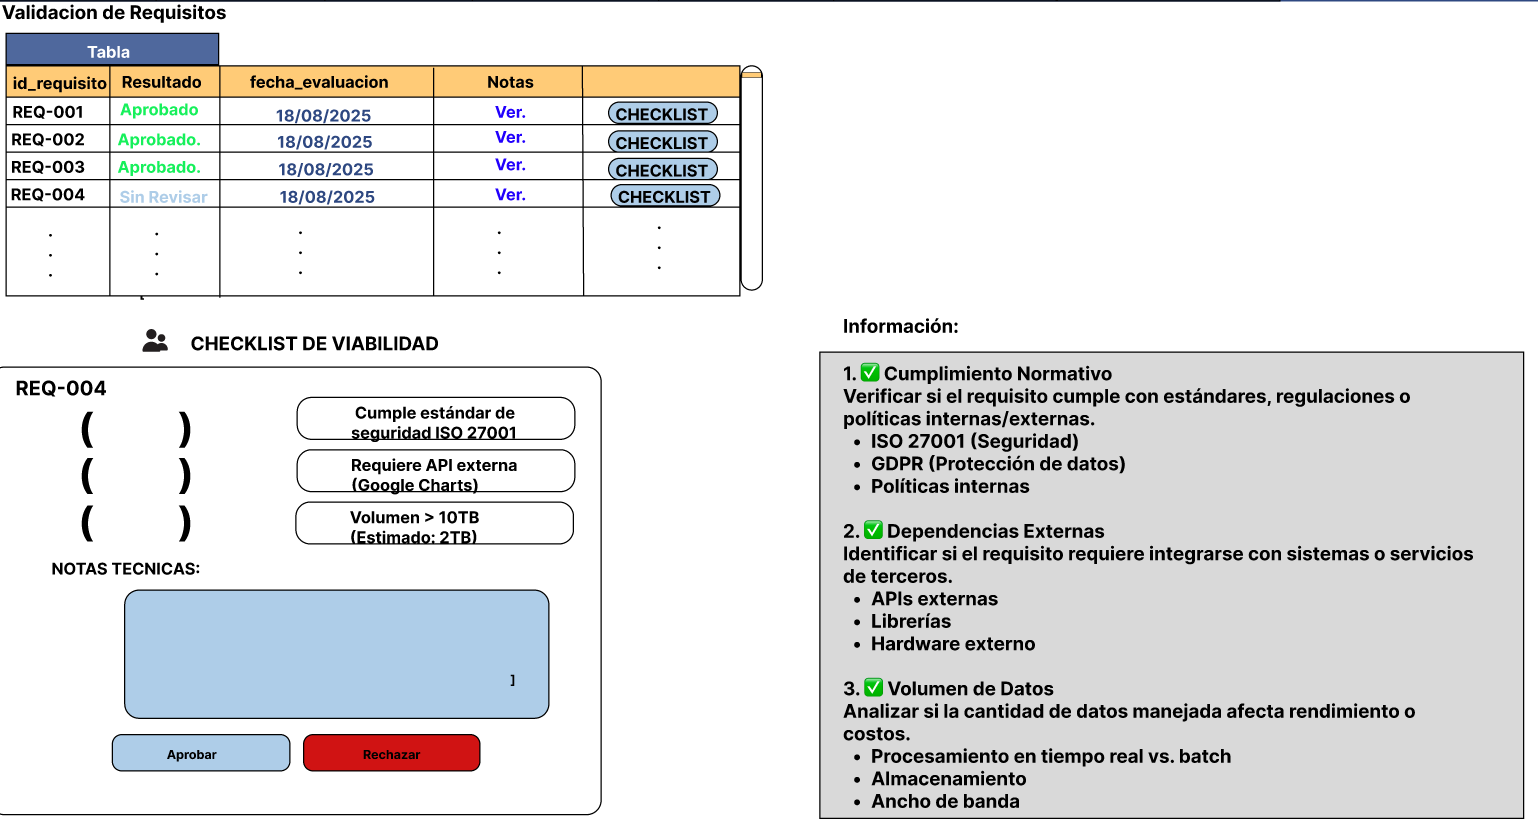 Validacion de Requisitos
Tabla
id_requisito Resultado fecha_evaluacion Notas
REQ-001 Aprobado 18/08/2025 Ver. CHECKLIST
REQ-002 Aprobado. 18/08/2025 Ver. CHECKLIST
REQ-003 Aprobado. 18/08/2025 Ver. CHECKLIST
REQ-004 Sin Revisar 18/08/2025 Ver. CHECKLIST
. . . . .
. . . . .
. . . . .
CHECKLIST DE VIABILIDAD
REQ-004
( ) Cumple estándar de
seguridad ISO 27001
( ) Requiere API externa
(Google Charts)
( ) Volumen > 10TB
(Estimado: 2TB)
NOTAS TECNICAS:
]
Aprobar Rechazar
Información:
1. ✅ Cumplimiento Normativo
Verificar si el requisito cumple con estándares, regulaciones o
políticas internas/externas.
• ISO 27001 (Seguridad)
• GDPR (Protección de datos)
• Políticas internas
2. ✅ Dependencias Externas
Identificar si el requisito requiere integrarse con sistemas o servicios
de terceros.
• APIs externas
• Librerías
• Hardware externo
3. ✅ Volumen de Datos
Analizar si la cantidad de datos manejada afecta rendimiento o
costos.
• Procesamiento en tiempo real vs. batch
• Almacenamiento
• Ancho de banda